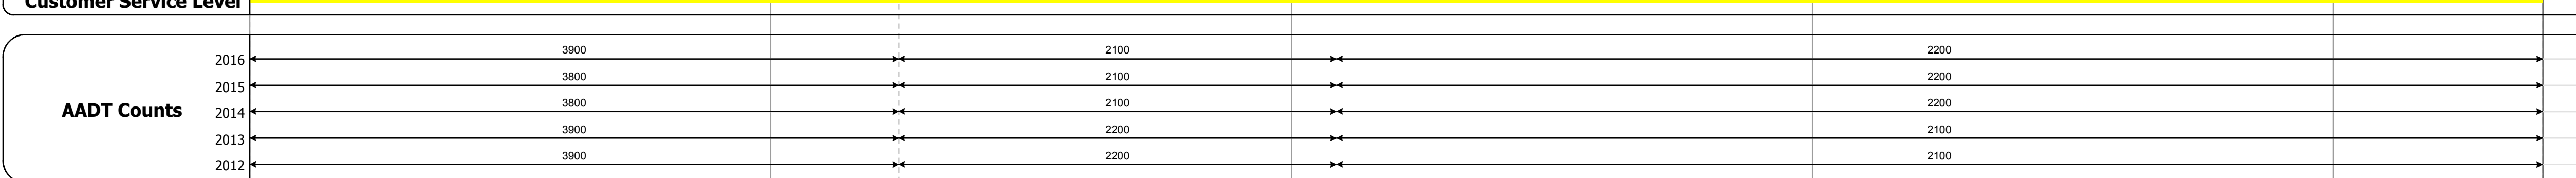 Customer Service Level
AADT Counts
2016 3900 2100 2200
2015 3800 2100 2200
2014 3800 2100 2200
2013 3900 2200 2100
2012 3900 2200 2100